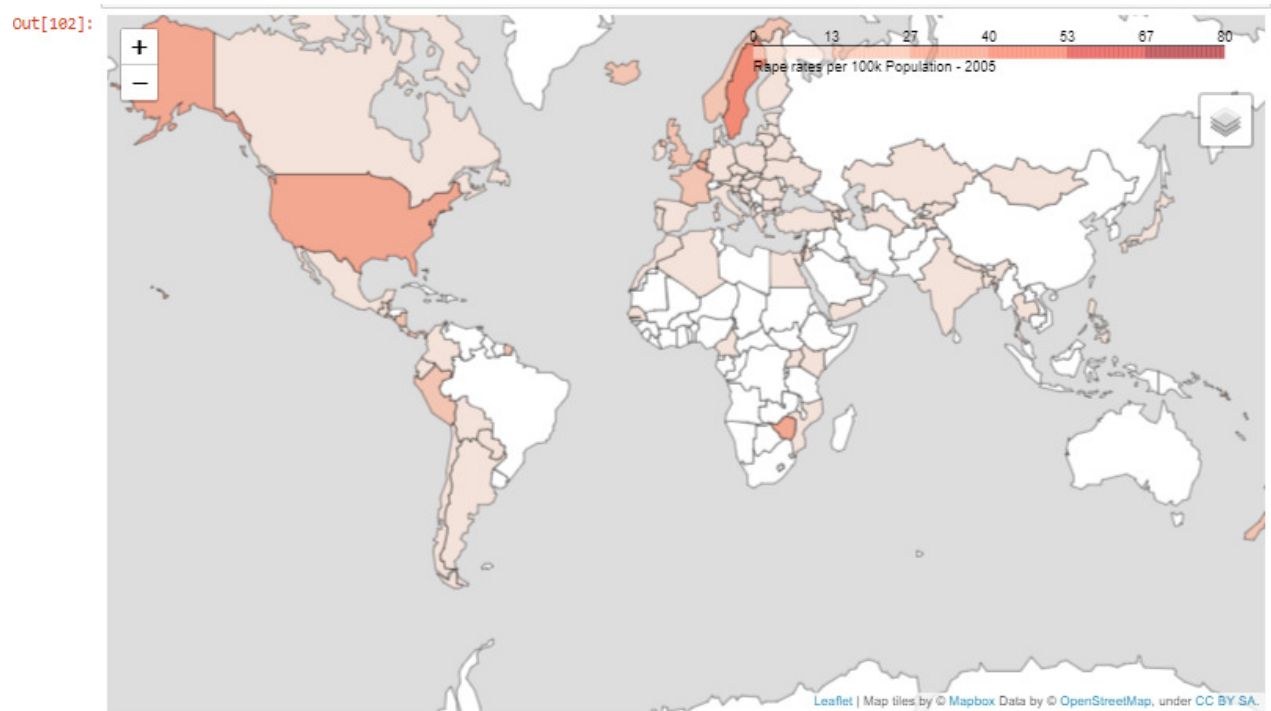 Out[102]:
+
−
0 13 27 40 53 67 80
Rape rates per 100k Population - 2005
Leaflet | Map tiles by © Mapbox Data by © OpenStreetMap, under CC BY SA.